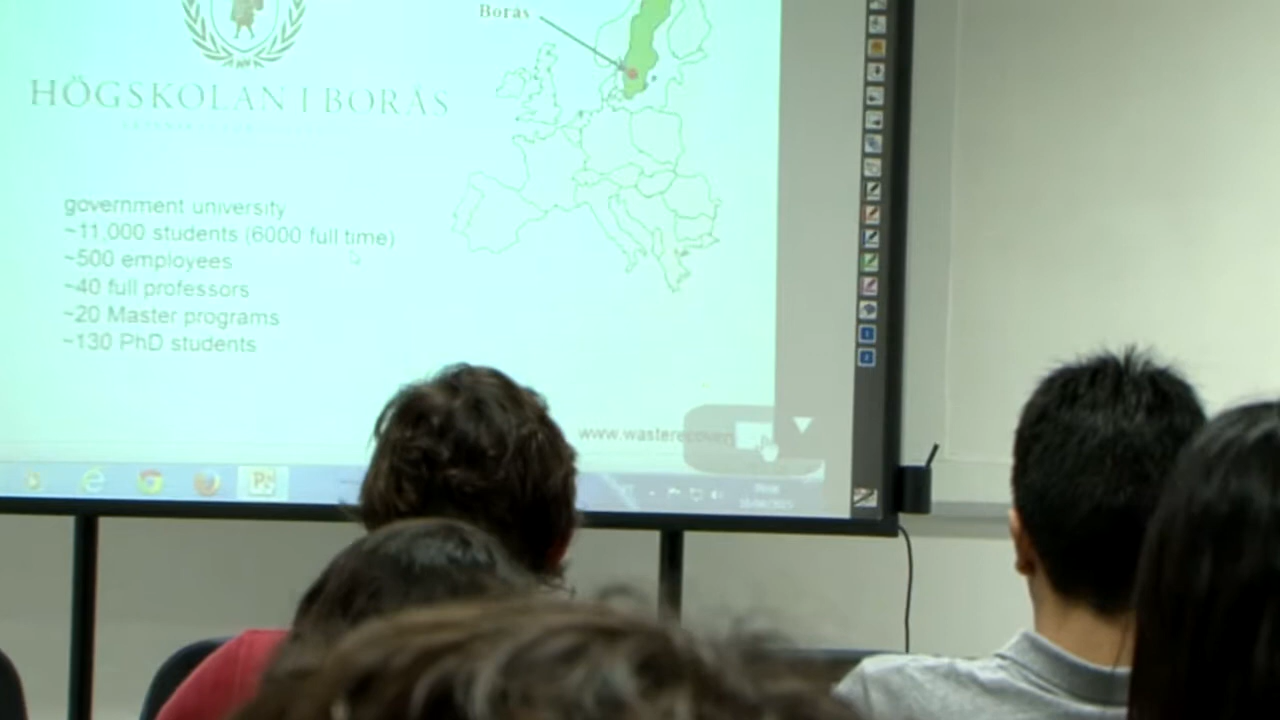 Borås
HÖGSKOLAN I BORÅS
government university
~11,000 students (6000 full time)
~500 employees
~40 full professors
~20 Master programs
~130 PhD students
www.wasterecovery